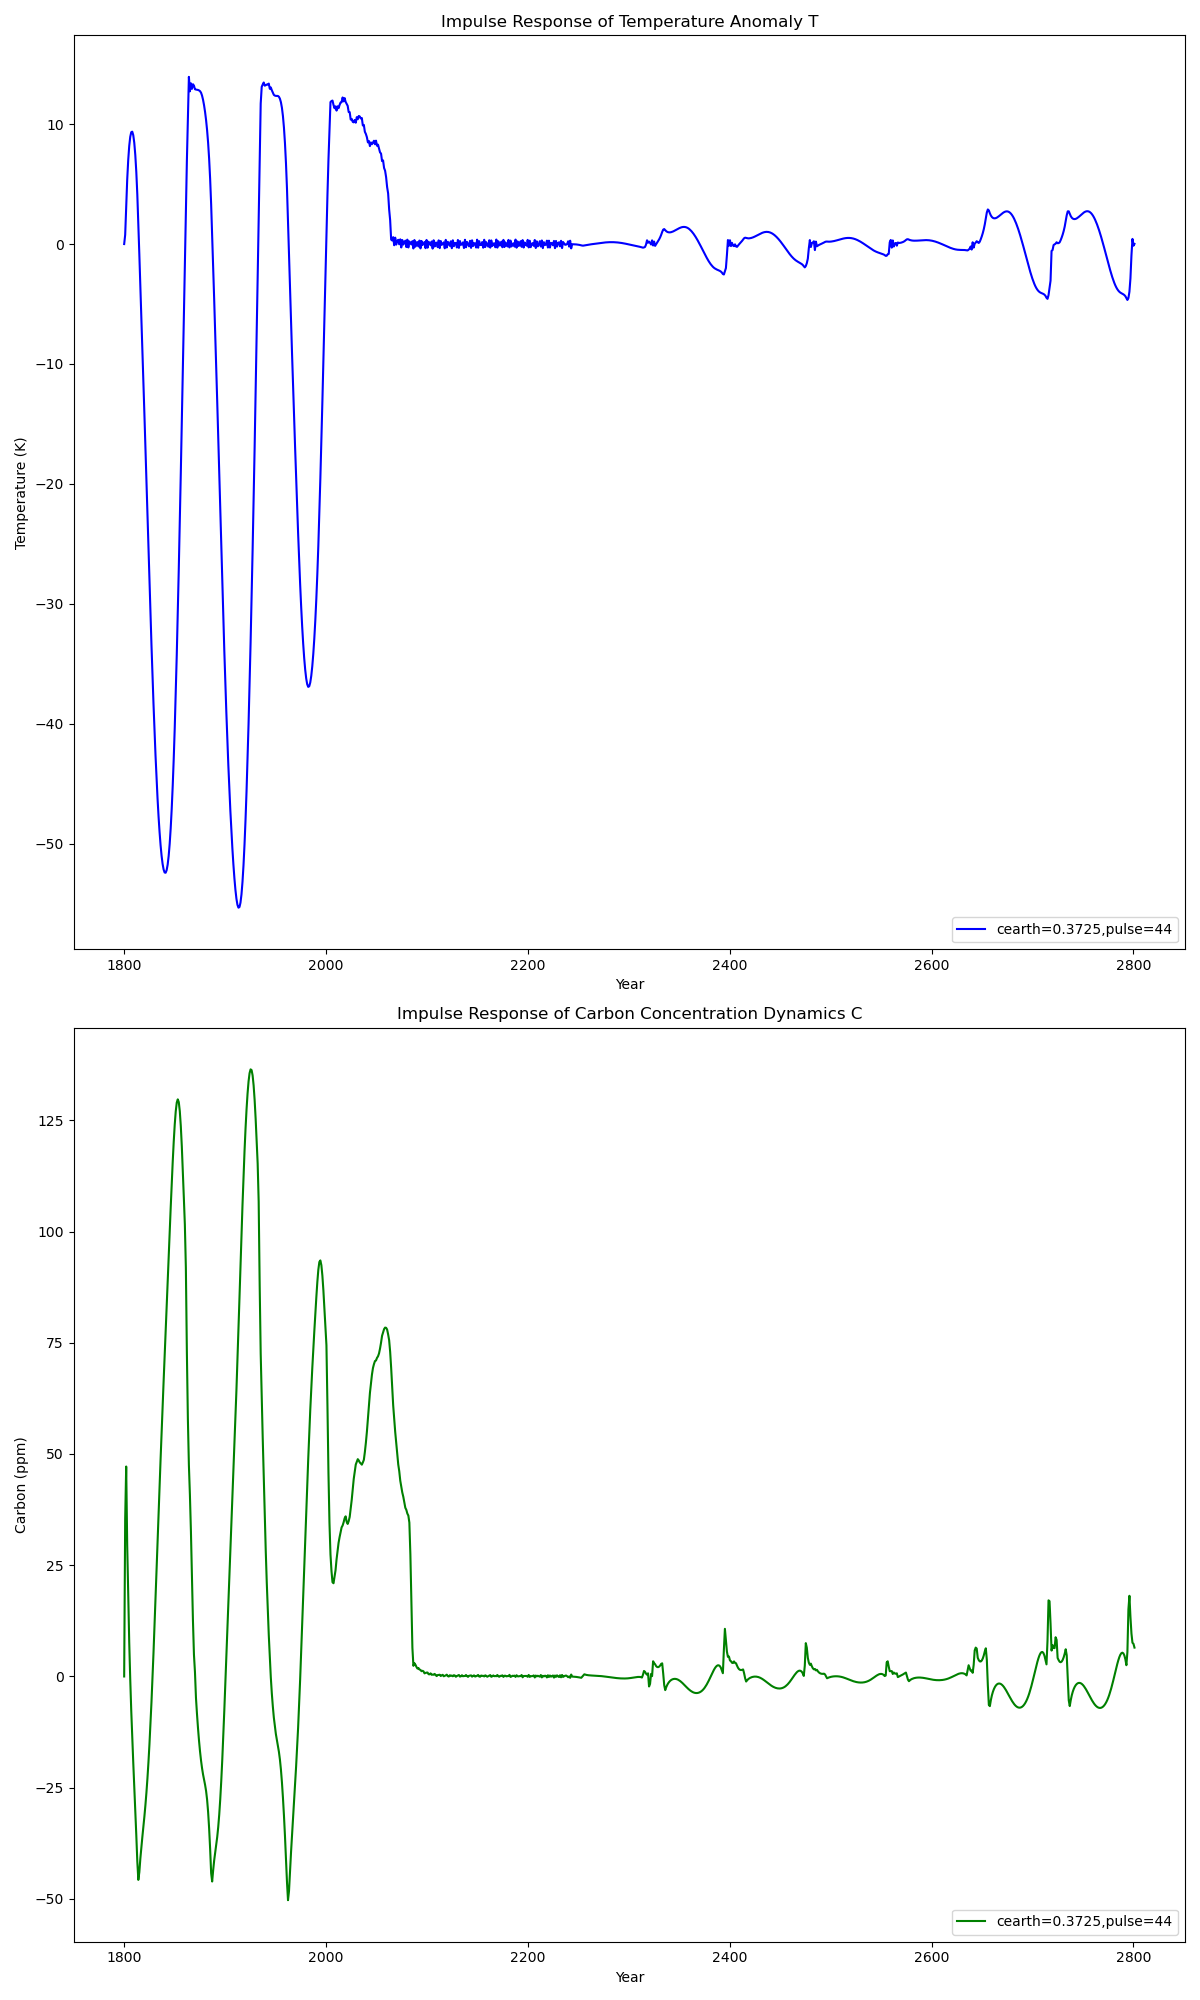 Impulse Response of Temperature Anomaly T
10
0
−10
−20
−30
−40
−50
Temperature (K)
cearth=0.3725,pulse=44
1800 2000 2200 2400 2600 2800
Year
Impulse Response of Carbon Concentration Dynamics C
125
100
75
50
25
0
−25
−50
Carbon (ppm)
cearth=0.3725,pulse=44
1800 2000 2200 2400 2600 2800
Year